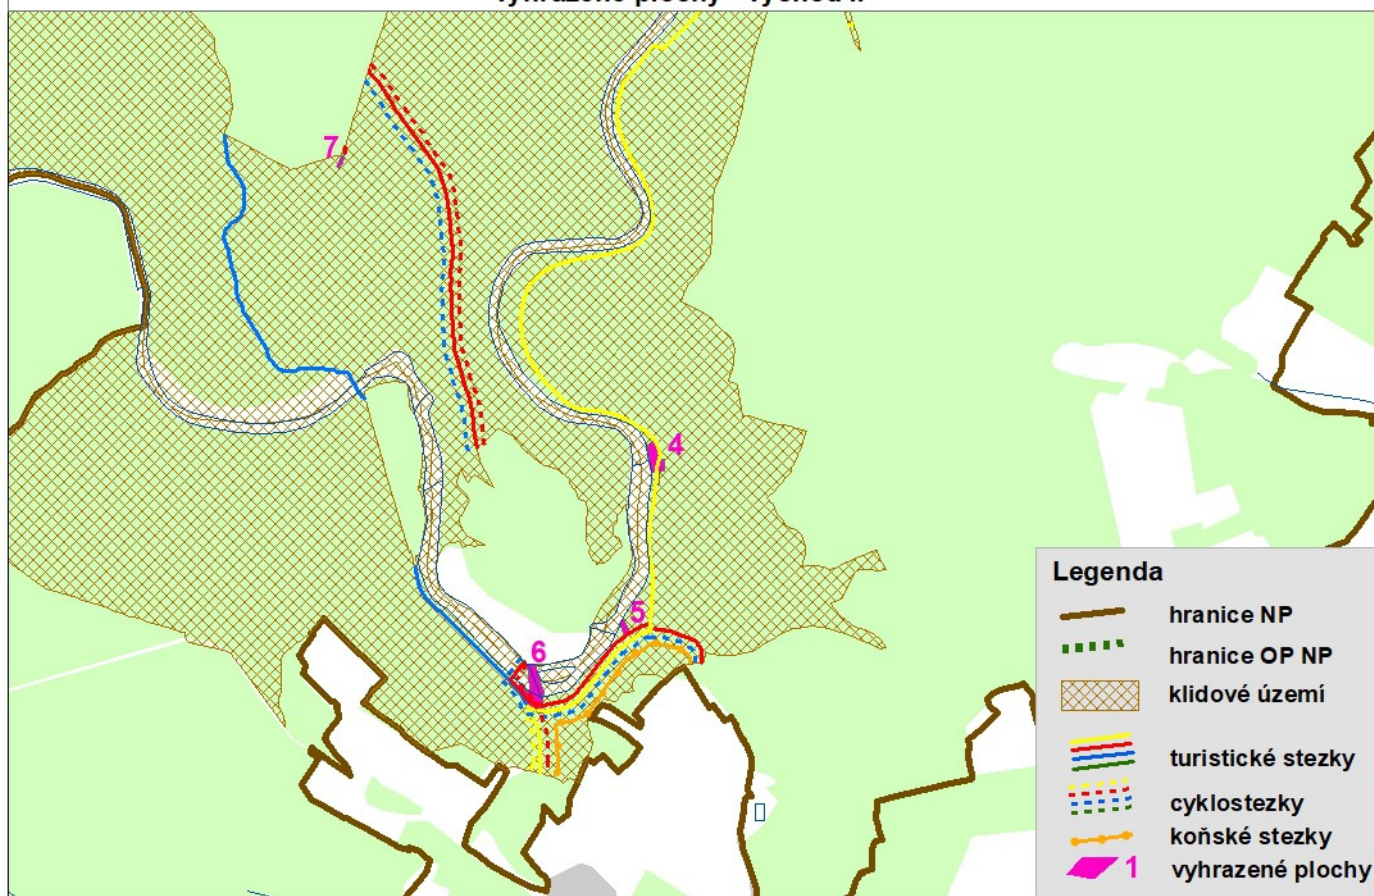 7
4
5
6
Legenda
hranice NP
hranice OP NP
klidové území
turistické stezky
cyklostezky
koňské stezky
1 vyhrazené plochy